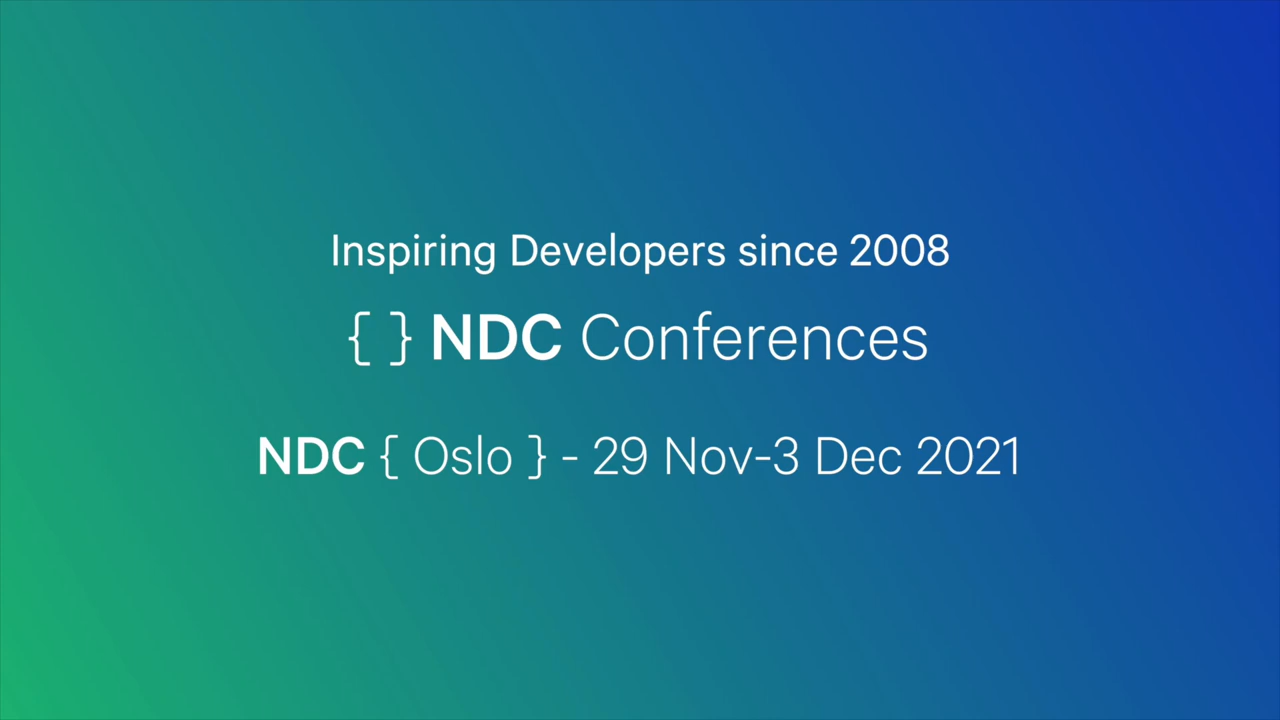 Inspiring Developers since 2008
{ } NDC Conferences
NDC { Oslo } - 29 Nov-3 Dec 2021